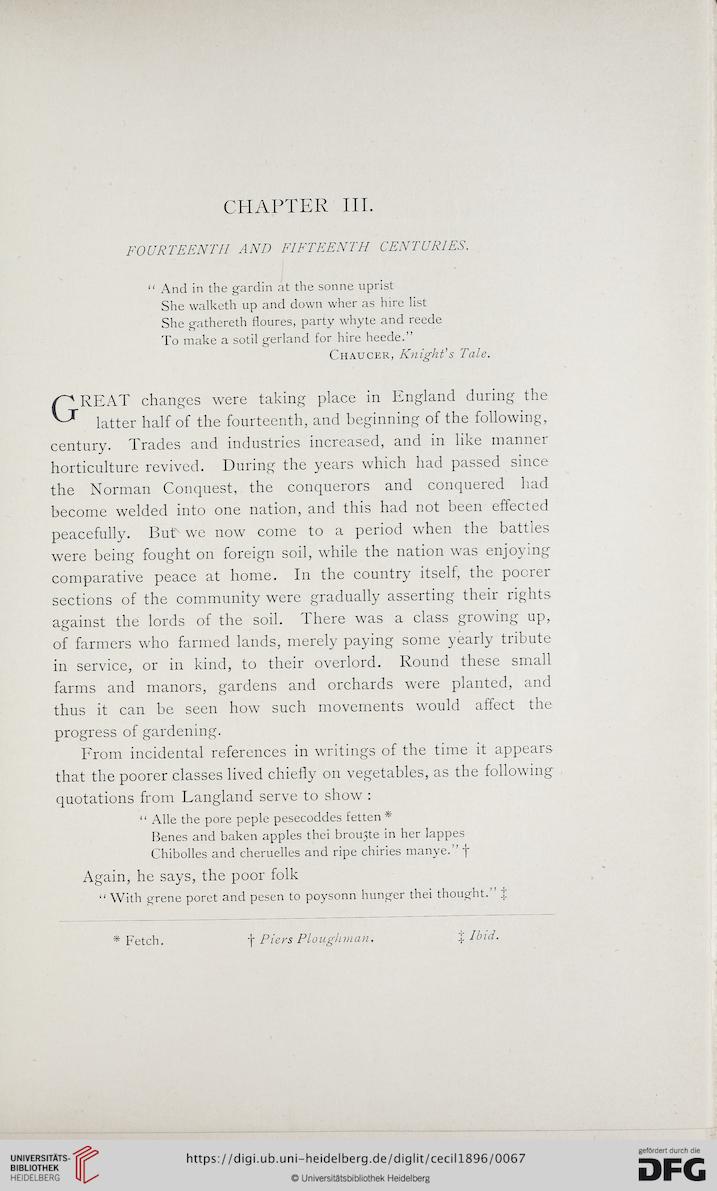 CHAPTER III.
FOURTEENTH AND FIFTEENTH CENTURIES.
“ And in the gardin at the sonne uprist
She walketh up and down wher as hire list
She gathereth floures, party whyte and reede
To make a sotil gerland for hire heede.”
CHAUCER, Knight's Tale.
GREAT changes were taking place in England during the
latter half of the fourteenth, and beginning of the following,
century. Trades and industries increased, and in like manner
horticulture revived. During the years which had passed since
the Norman Conquest, the conquerors and conquered had
become welded into one nation, and this had not been effected
peacefully. But we now come to a period when the battles
were being fought on foreign soil, while the nation was enjoying
comparative peace at home. In the country itself, the poorer
sections of the community were gradually asserting their rights
against the lords of the soil. There was a class growing up,
of farmers who farmed lands, merely paying some yearly tribute
in service, or in kind, to their overlord. Round these small
farms and manors, gardens and orchards were planted, and
thus it can be seen how such movements would affect the
progress of gardening.
From incidental references in writings of the time it appears
that the poorer classes lived chiefly on vegetables, as the following
quotations from Langland serve to show :
“ Alle the pore peple pesecoddes fetten *
Benes and baken apples thei brouȝte in her lappes
Chibolles and cheruelles and ripe chiries manye.” †
Again, he says, the poor folk
“ With grene poret and pesen to poysonn hunger thei thought.” ‡
* Fetch. † Piers Ploughman. ‡ Ibid.
UNIVERSITÄTS-
BIBLIOTHEK
HEIDELBERG
https://digi.ub.uni-heidelberg.de/diglit/cecil1896/0067
© Universitätsbibliothek Heidelberg
gefördert durch die
DFG